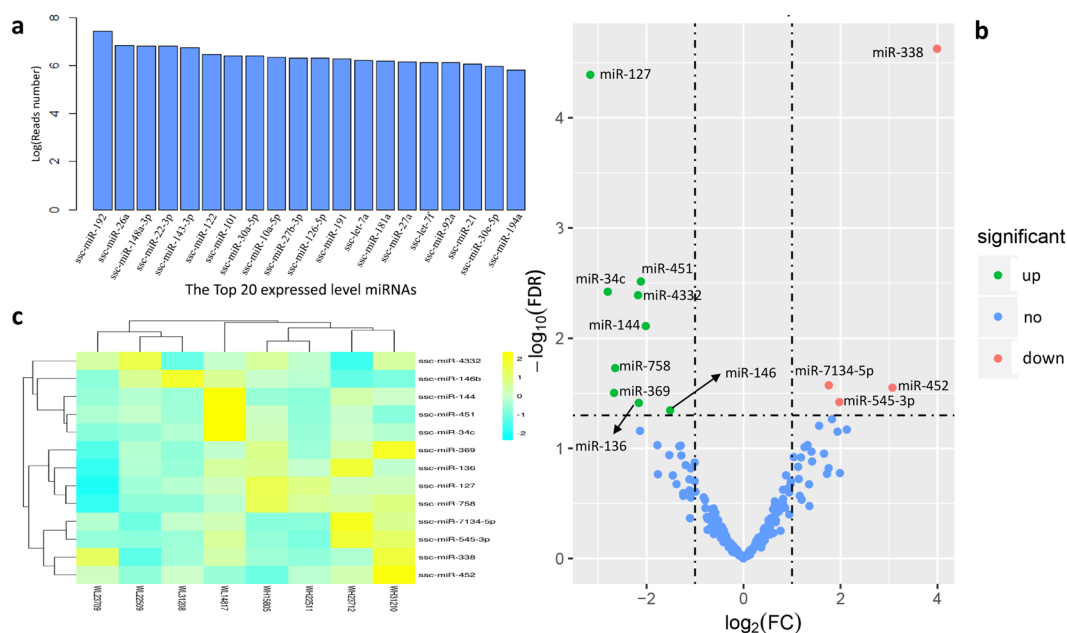 a
8
6
4
2
0
Log(Reads number)
ssc-miR-192
ssc-miR-26a
ssc-miR-148a-3p
ssc-miR-22-3p
ssc-miR-143-3p
ssc-miR-122
ssc-miR-101
ssc-miR-30a-5p
ssc-miR-10a-5p
ssc-miR-27b-3p
ssc-miR-126-5p
ssc-miR-191
ssc-let-7a
ssc-miR-181a
ssc-miR-27a
ssc-let-7f
ssc-miR-92a
ssc-miR-21
ssc-miR-30e-5p
ssc-miR-194a
The Top 20 expressed level miRNAs
b
4
3
2
1
0
−log10(FDR)
miR-127
miR-338
miR-451
miR-34c
miR-4332
miR-144
miR-758
miR-146
miR-7134-5p
miR-369
miR-452
miR-545-3p
miR-136
−2
0
2
4
log2(FC)
significant
up
no
down
c
ssc-miR-4332
ssc-miR-146b
ssc-miR-144
ssc-miR-451
ssc-miR-34c
ssc-miR-369
ssc-miR-136
ssc-miR-127
ssc-miR-758
ssc-miR-7134-5p
ssc-miR-545-3p
ssc-miR-338
ssc-miR-452
2
1
0
-1
-2